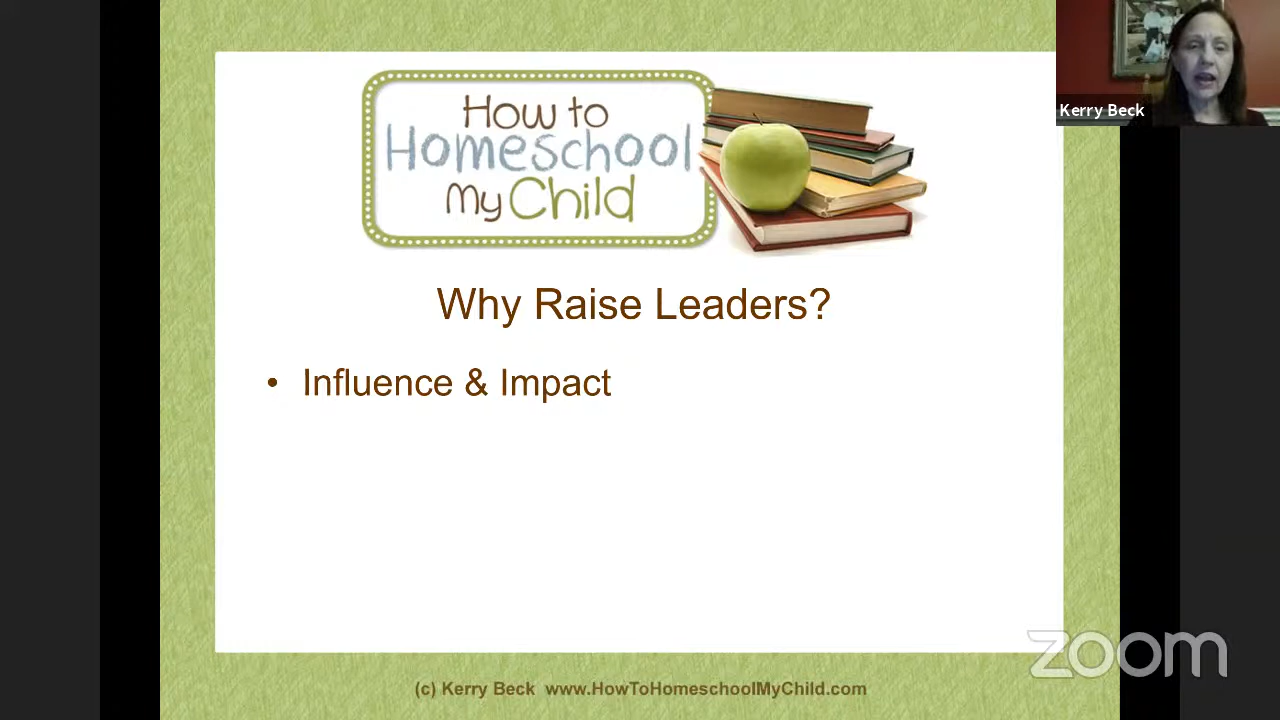 How to
Homeschool
My Child
Kerry Beck
Why Raise Leaders?
• Influence & Impact
zoom
(c) Kerry Beck www.HowToHomeschoolMyChild.com